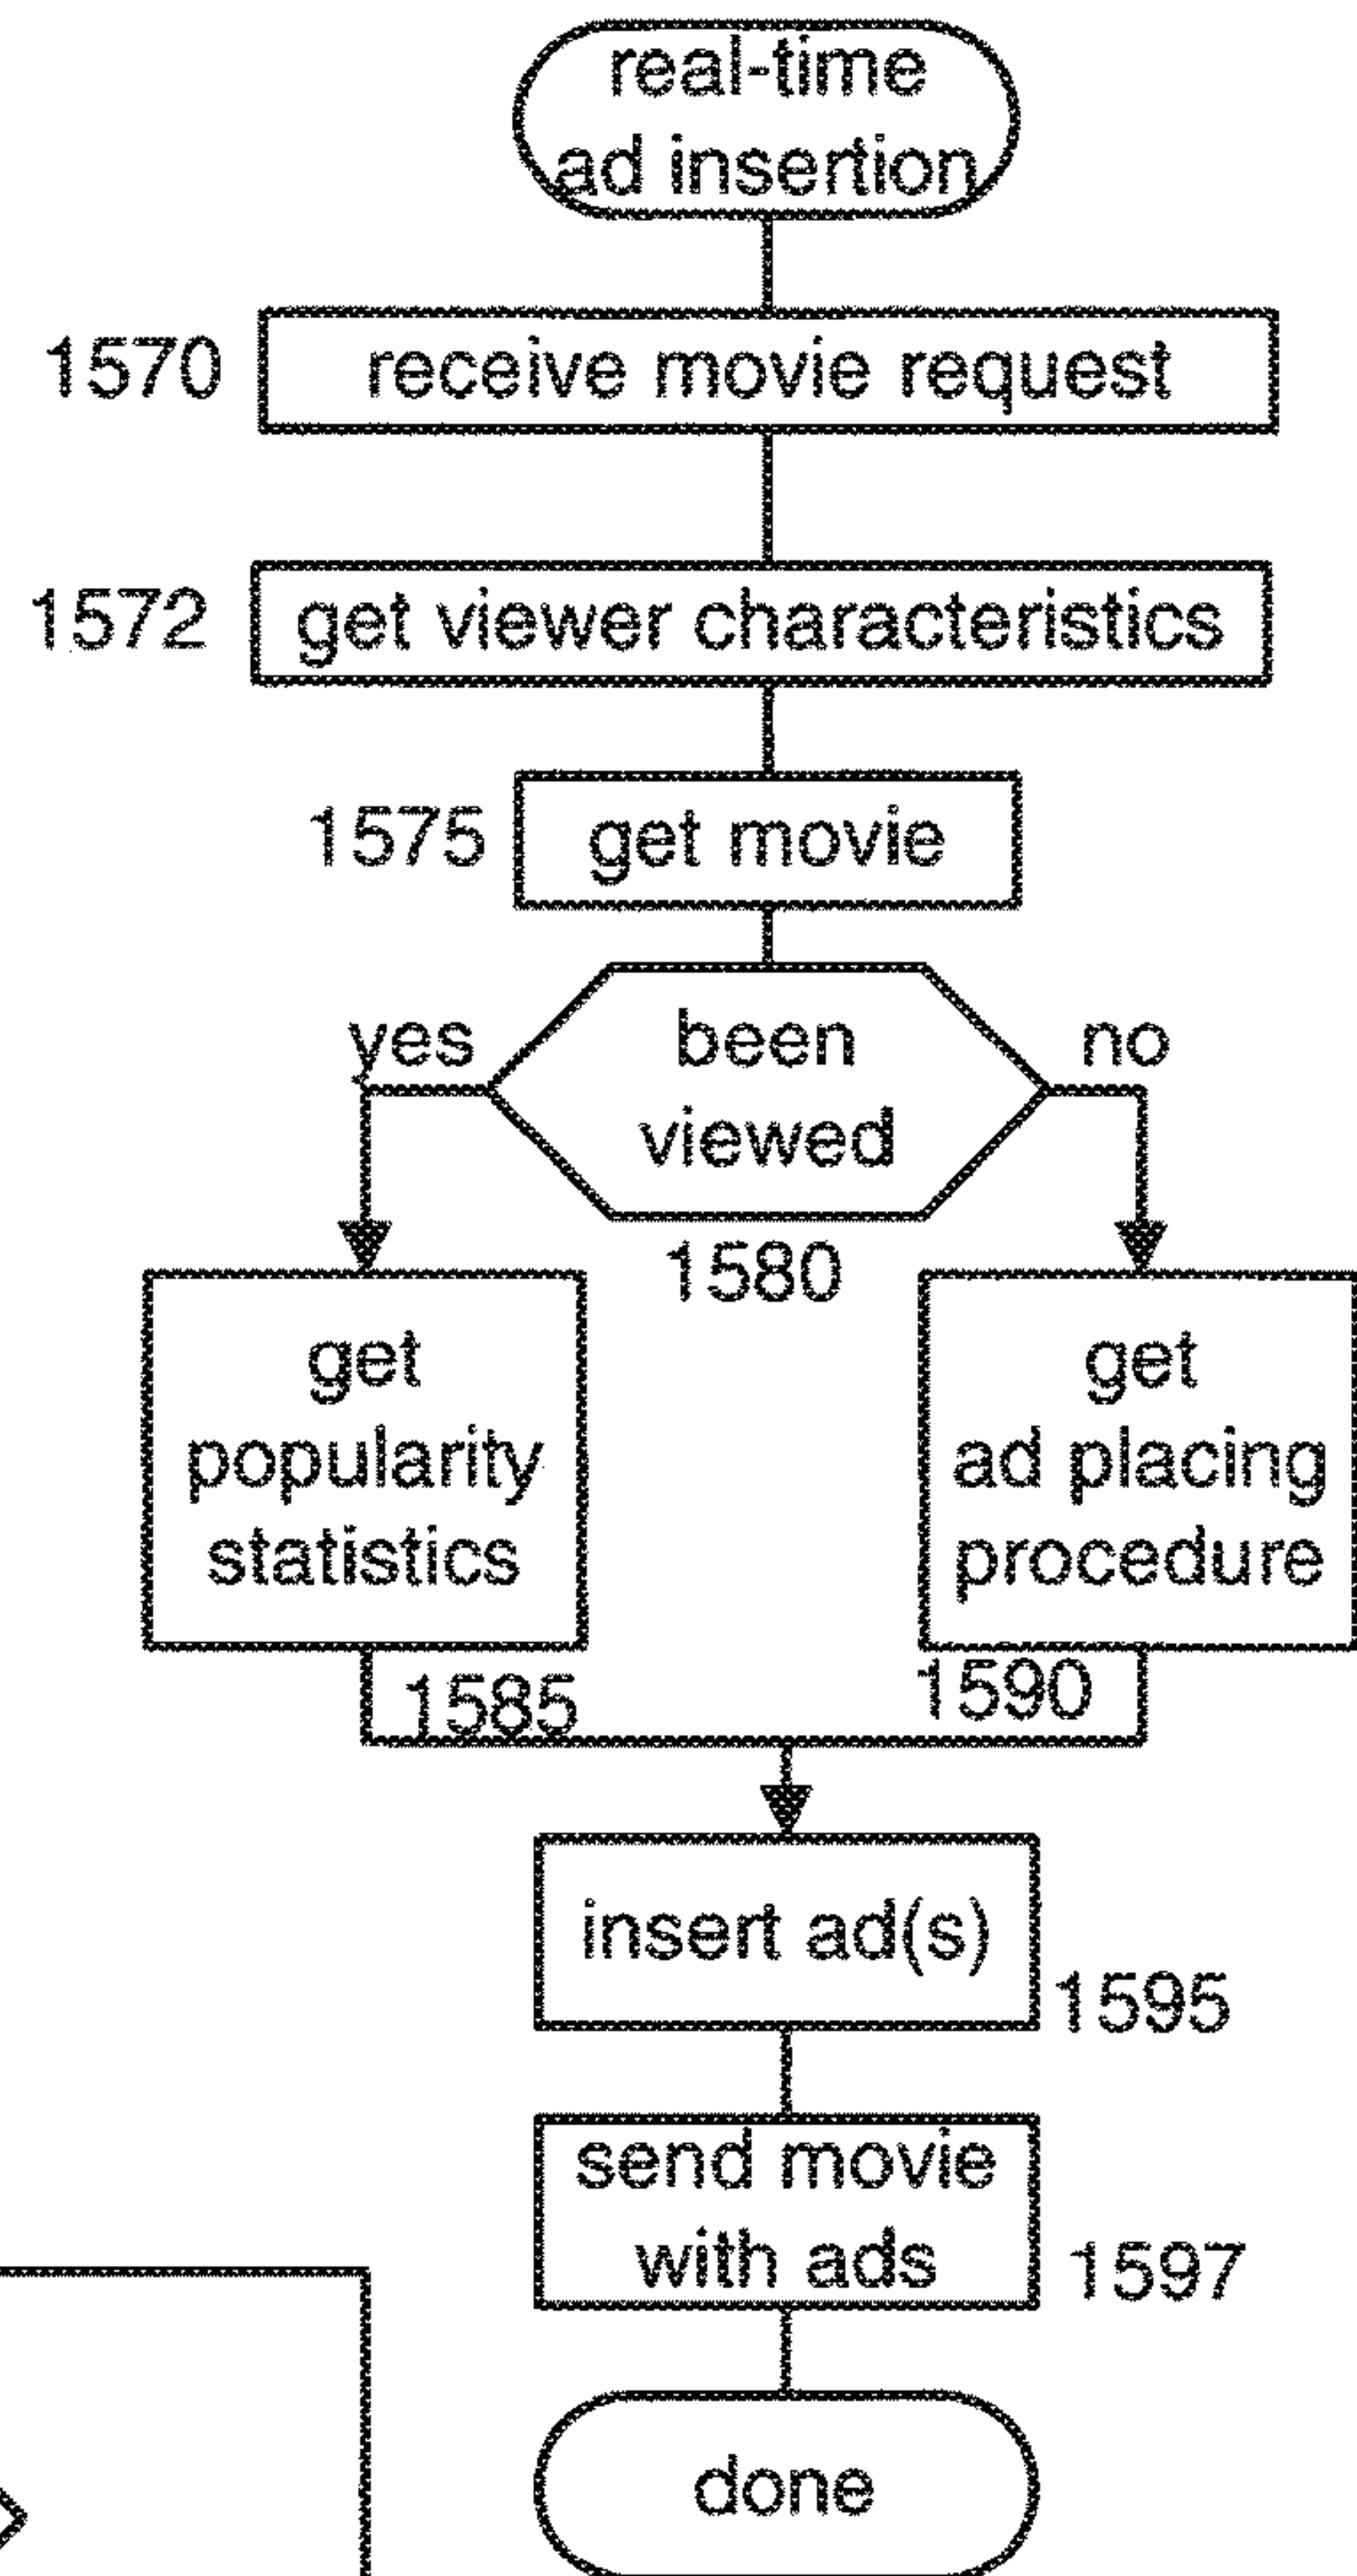 real-time
ad insertion
1570
receive movie request
1572
get viewer characteristics
1575
get movie
yes
been
viewed
no
1580
get
popularity
statistics
get
ad placing
procedure
1585
1590
insert ad(s)
1595
send movie
with ads
1597
done